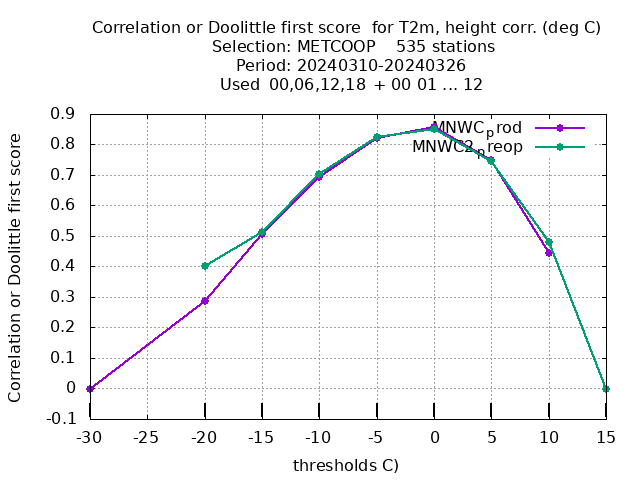 Correlation or Doolittle first score  for T2m, height corr. (deg C)
Selection: METCOOP    535 stations
Period: 20240310-20240326
Used  00,06,12,18  + 00 01 ... 12
MNWC_prod
MNWC2_preop
Correlation or Doolittle first score
0.9
0.8
0.7
0.6
0.5
0.4
0.3
0.2
0.1
0
-0.1
-30 -25 -20 -15 -10 -5 0 5 10 15
thresholds C)